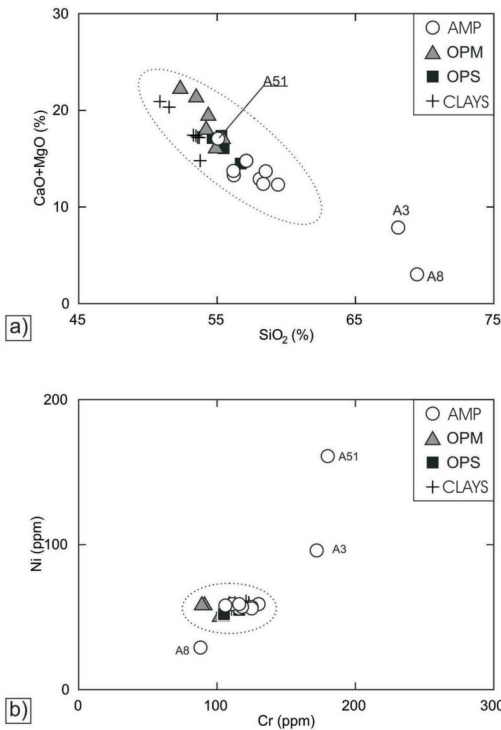 30
20
10
0
CaO+MgO (%)
AMP
OPM
OPS
CLAYS
A51
A3
A8
45
55
65
75
SiO₂ (%)
a)
200
100
0
Ni (ppm)
AMP
OPM
OPS
CLAYS
A51
A3
A8
0
100
200
300
Cr (ppm)
b)